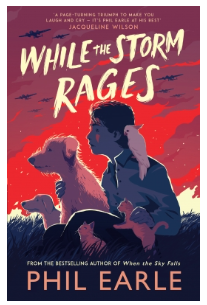 A PAGE-TURNING TRIUMPH TO MAKE YOU
LAUGH AND CRY – IT'S PHIL EARLE AT HIS BEST'
JACQUELINE WILSON
WHILE THE STORM
RAGES
FROM THE BESTSELLING AUTHOR OF When the Sky Falls
PHIL EARLE